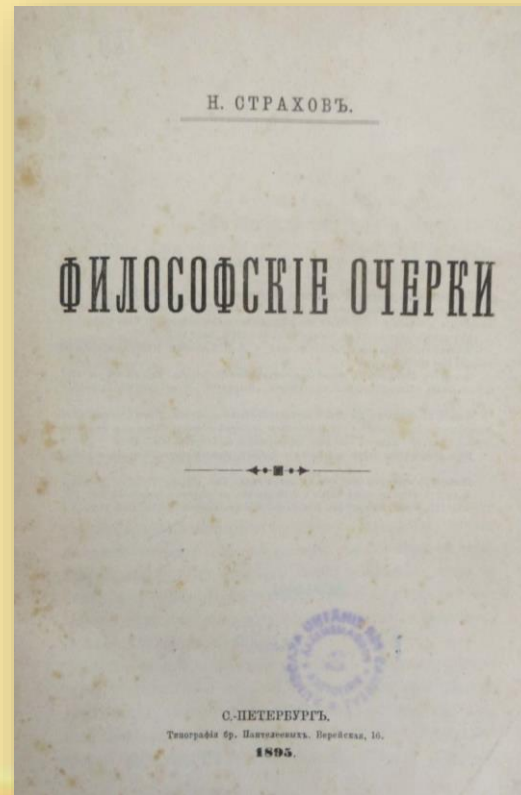 Н. СТРАХОВЪ.
ФИЛОСОФСКІЕ ОЧЕРКИ
С.-ПЕТЕРБУРГЪ.
Типографія бр. Пантелеевыхъ. Верейская, 16.
1895.